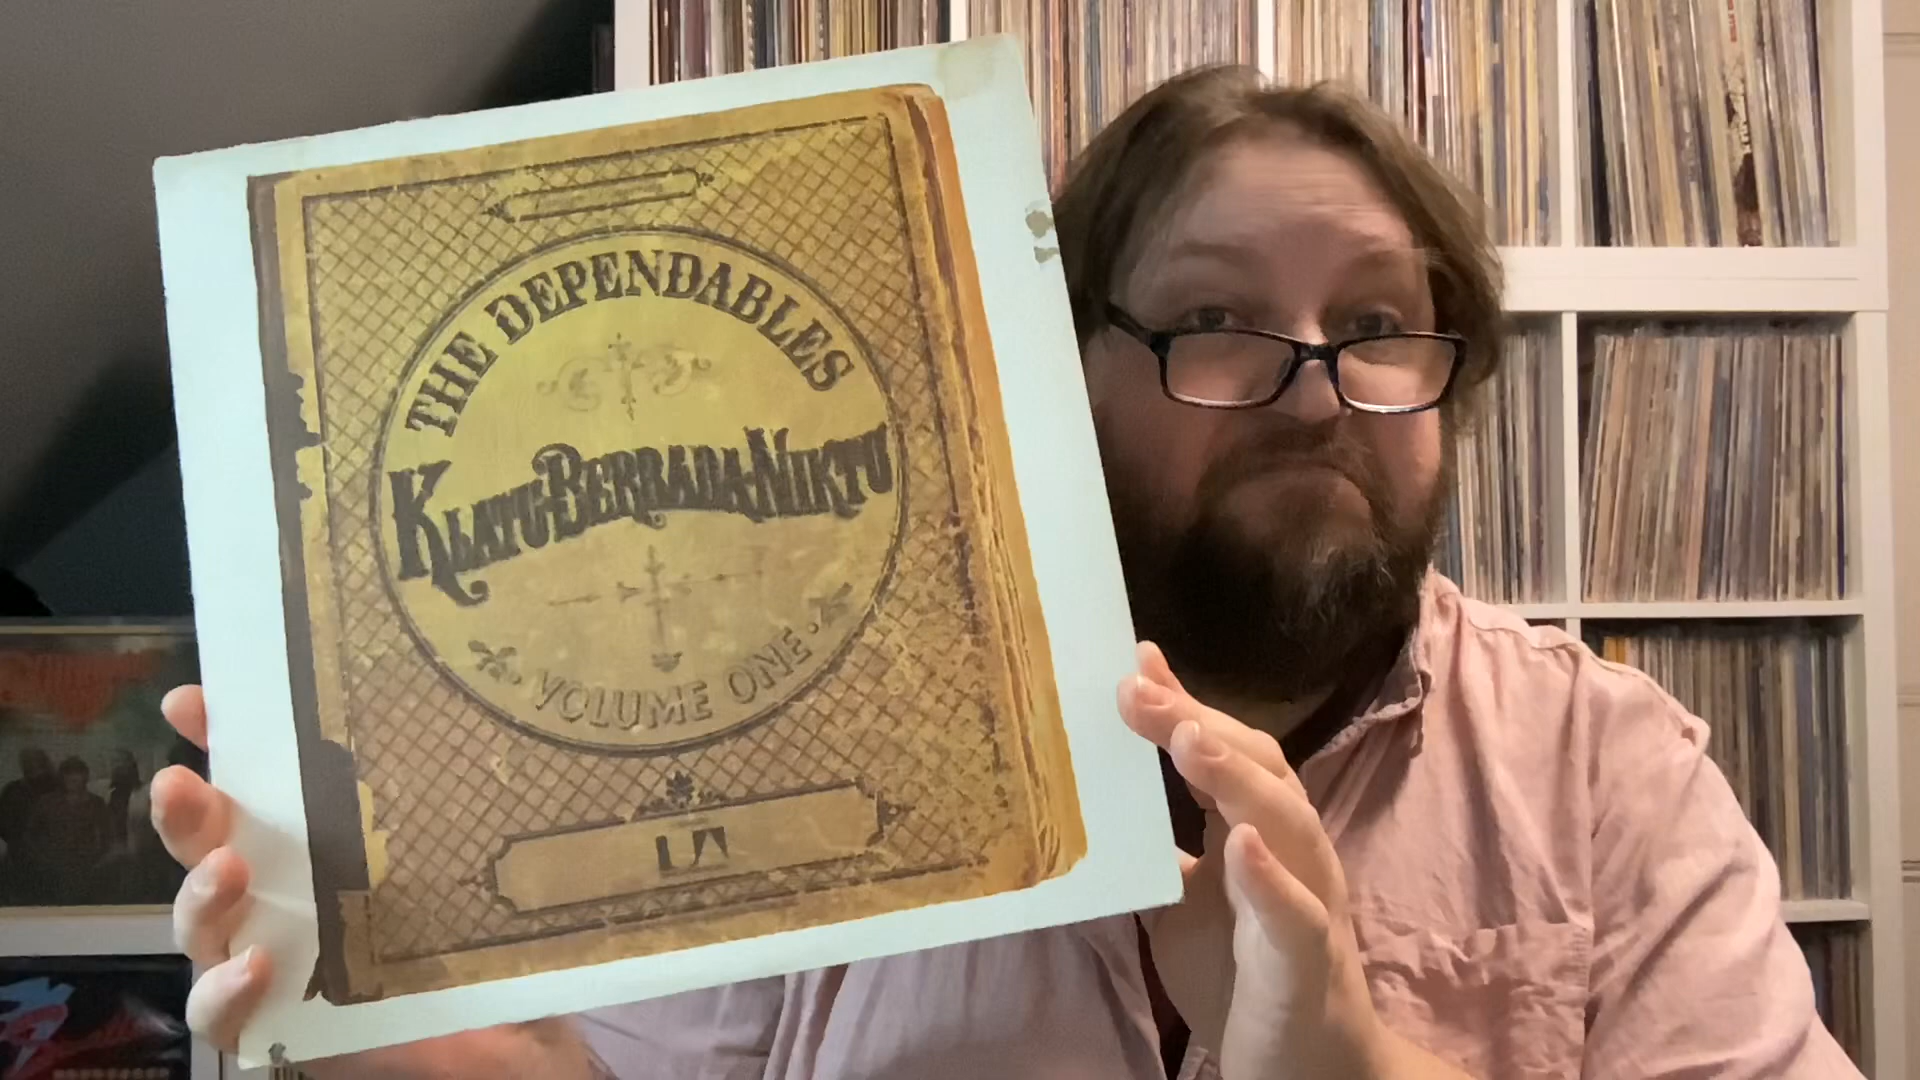 THE DEPENDABLES
KLATU-BERRADA-NIKTU
VOLUME ONE
UA